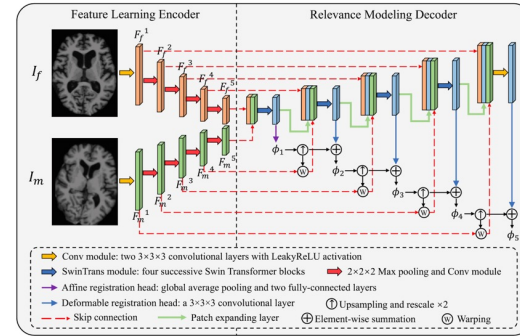 Feature Learning Encoder
Relevance Modeling Decoder
I_f
F_f^1
F_f^2
F_f^3
F_f^4
F_f^5
I_m
F_m^1
F_m^2
F_m^3
F_m^4
F_m^5
ϕ_1
W
ϕ_2
W
ϕ_3
W
ϕ_4
W
ϕ_5
Conv module: two 3×3×3 convolutional layers with LeakyReLU activation
SwinTrans module: four successive Swin Transformer blocks
2×2×2 Max pooling and Conv module
Affine registration head: global average pooling and two fully-connected layers
Deformable registration head: a 3×3×3 convolutional layer
Upsampling and rescale ×2
Skip connection
Patch expanding layer
Element-wise summation
W Warping